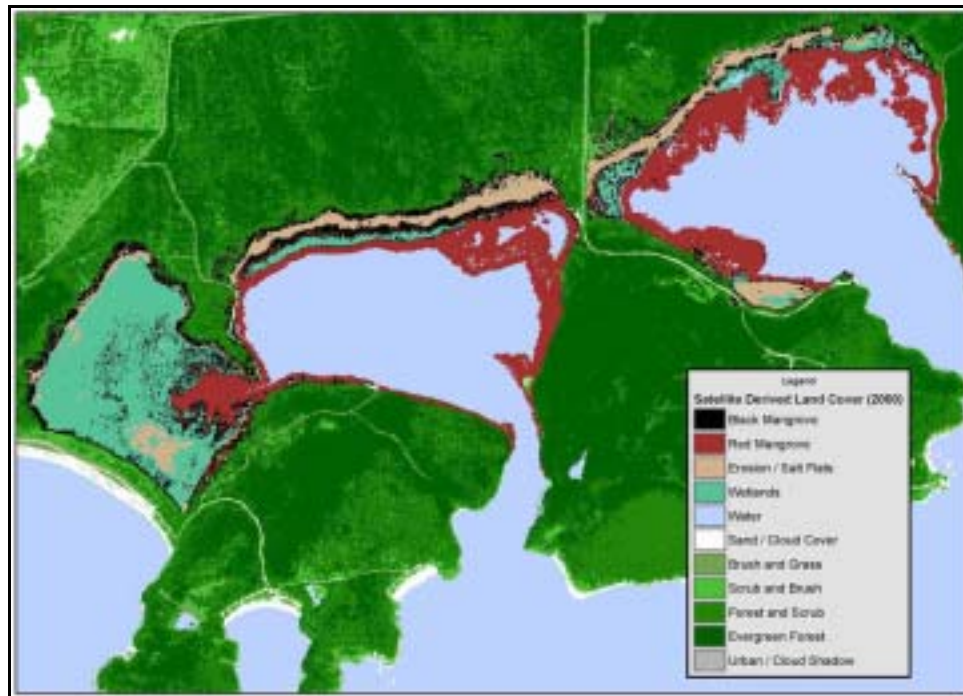 Legend
Satellite Derived Land Cover (2000)
Black Mangrove
Red Mangrove
Erosion / Salt Flats
Wetlands
Water
Sand / Cloud Cover
Brush and Grass
Scrub and Brush
Forest and Scrub
Evergreen Forest
Urban / Cloud Shadow